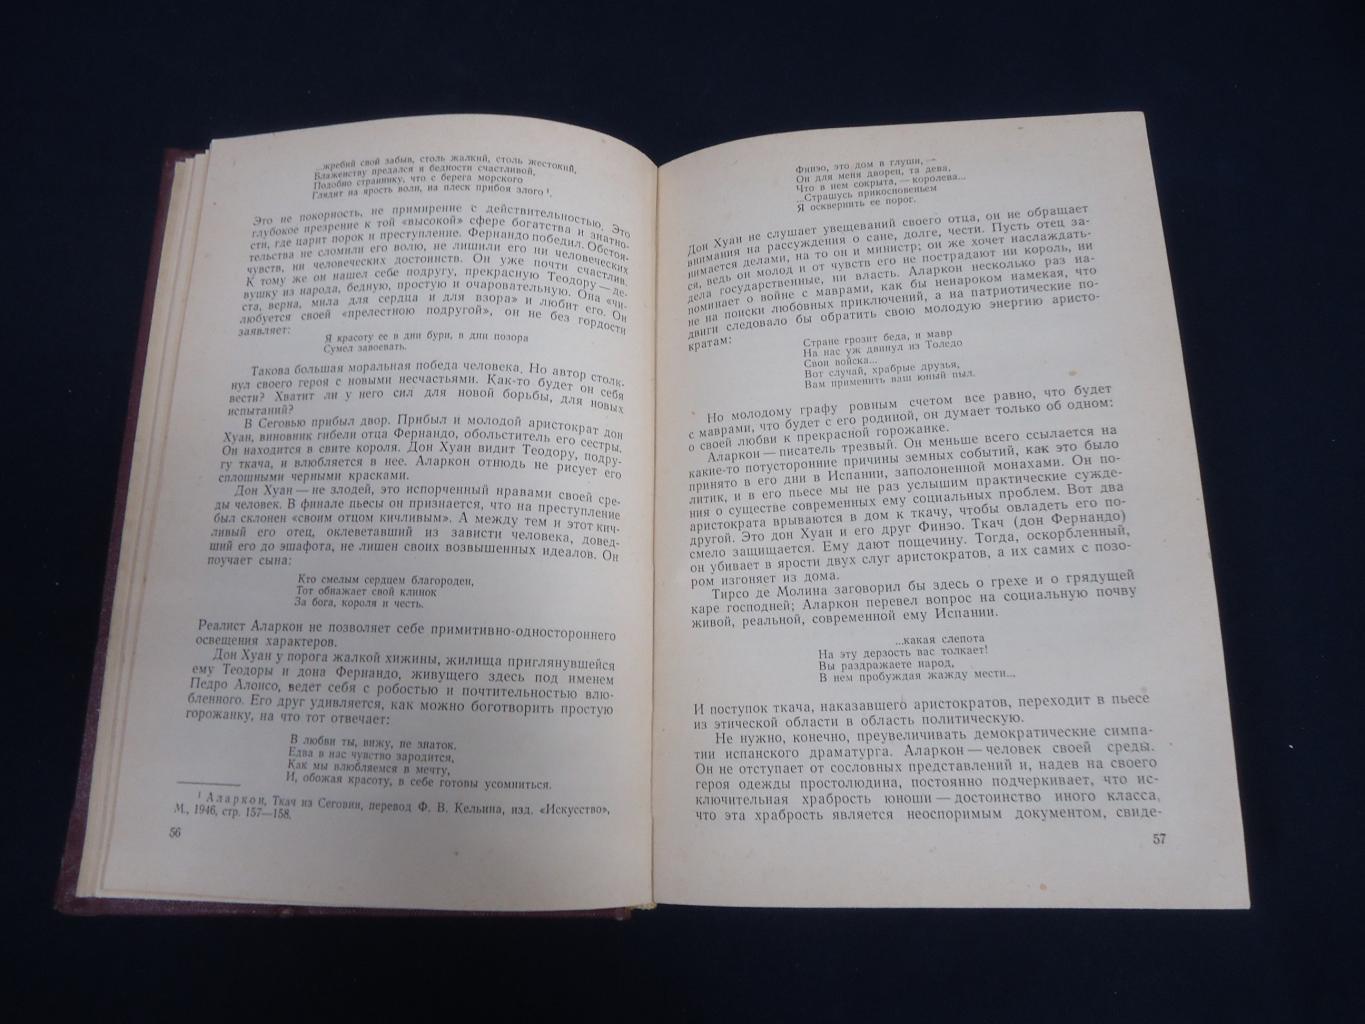 ...жребий свой забыв, столь жалкий, столь жестокий,
Блаженству предался я бедности счастливой,
Подобно страннику, что с берега морского
Глядит на ярость волн, на плеск прибоя злого ¹.
Это не покорность, не примирение с действительностью. Это
глубокое презрение к той «высокой» сфере богатства и знатно-
сти, где царит порок и преступление. Фернандо победил. Обстоя-
тельства не сломили его волю, не лишили его ни человеческих
чувств, ни человеческих достоинств. Он уже почти счастлив.
К тому же он нашел себе подругу, прекрасную Теодору — де-
вушку из народа, бедную, простую и очаровательную. Она «чи-
ста, верна, мила для сердца и для взора» и любит его. Он
любуется своей «прелестною подругой», он не без гордости
заявляет:
Я красоту ее в дни бури, в дни позора
Сумел завоевать.
Такова большая моральная победа человека. Но автор столк-
нул своего героя с новыми несчастьями. Как-то будет он себя
вести? Хватит ли у него сил для новой борьбы, для новых
испытаний?
В Сеговью прибыл двор. Прибыл и молодой аристократ дон
Хуан, виновник гибели отца Фернандо, обольститель его сестры.
Он находится в свите короля. Дон Хуан видит Теодору, подру-
гу ткача, и влюбляется в нее. Аларкон отнюдь не рисует его
сплошными черными красками.
Дон Хуан — не злодей, это испорченный нравами своей сре-
ды человек. В финале пьесы он признается, что на преступление
был склонен «своим отцом кичливым». А между тем и этот кич-
ливый его отец, оклеветавший из зависти человека, довед-
ший его до эшафота, не лишен своих возвышенных идеалов. Он
поучает сына:
Кто смелым сердцем благороден,
Тот обнажает свой клинок
За бога, короля и честь.
Реалист Аларкон не позволяет себе примитивно-одностороннего
освещения характеров.
Дон Хуан у порога жалкой хижины, жилища приглянувшейся
ему Теодоры и дона Фернандо, живущего здесь под именем
Педро Алонсо, ведет себя с робостью и почтительностью влю-
бленного. Его друг удивляется, как можно боготворить простую
горожанку, на что тот отвечает:
В любви ты, вижу, не знаток.
Едва в нас чувство зародится,
Как мы влюбляемся в мечту,
И, обожая красоту, в себе готовы усомниться.
¹ Аларкон, Ткач из Сеговии, перевод Ф. В. Кельина, изд. «Искусство»,
М., 1946, стр. 157—158.
56
Финэо, это дом в глуши, —
Он для меня дворец, та дева,
Что в нем сокрыта, — королева...
...Страшусь прикосновеньем
Я осквернить ее порог.
Дон Хуан не слушает увещеваний своего отца, он не обращает
внимания на рассуждения о сане, долге, чести. Пусть отец за-
нимается делами, на то он и министр; он же хочет наслаждать-
ся, ведь он молод и от чувств его не пострадают ни король, ни
дела государственные, ни власть. Аларкон несколько раз на-
поминает о войне с маврами, как бы ненароком намекая, что
не на поиски любовных приключений, а на патриотические по-
двиги следовало бы обратить свою молодую энергию аристо-
кратам:
Стране грозит беда, и мавр
На нас уж двинул из Толедо
Свои войска...
Вот случай, храбрые друзья,
Вам применить ваш юный пыл.
Но молодому графу ровным счетом все равно, что будет
с маврами, что будет с его родиной, он думает только об одном:
о своей любви к прекрасной горожанке.
Аларкон — писатель трезвый. Он меньше всего ссылается на
какие-то потусторонние причины земных событий, как это было
принято в его дни в Испании, заполоненной монахами. Он по-
литик, и в его пьесе мы не раз услышим практические сужде-
ния о существе современных ему социальных проблем. Вот два
аристократа врываются в дом к ткачу, чтобы овладеть его по-
другой. Это дон Хуан и его друг Финэо. Ткач (дон Фернандо)
смело защищается. Ему дают пощечину. Тогда, оскорбленный,
он убивает в ярости двух слуг аристократов, а их самих с позо-
ром изгоняет из дома.
Тирсо де Молина заговорил бы здесь о грехе и о грядущей
каре господней; Аларкон перевел вопрос на социальную почву
живой, реальной, современной ему Испании.
...какая слепота
На эту дерзость вас толкает!
Вы раздражаете народ,
В нем пробуждая жажду мести...
И поступок ткача, наказавшего аристократов, переходит в пьесе
из этической области в область политическую.
Не нужно, конечно, преувеличивать демократические симпа-
тии испанского драматурга. Аларкон — человек своей среды.
Он не отступает от сословных представлений и, надев на своего
героя одежды простолюдина, постоянно подчеркивает, что ис-
ключительная храбрость юноши — достоинство иного класса,
что эта храбрость является неоспоримым документом, свиде-
57